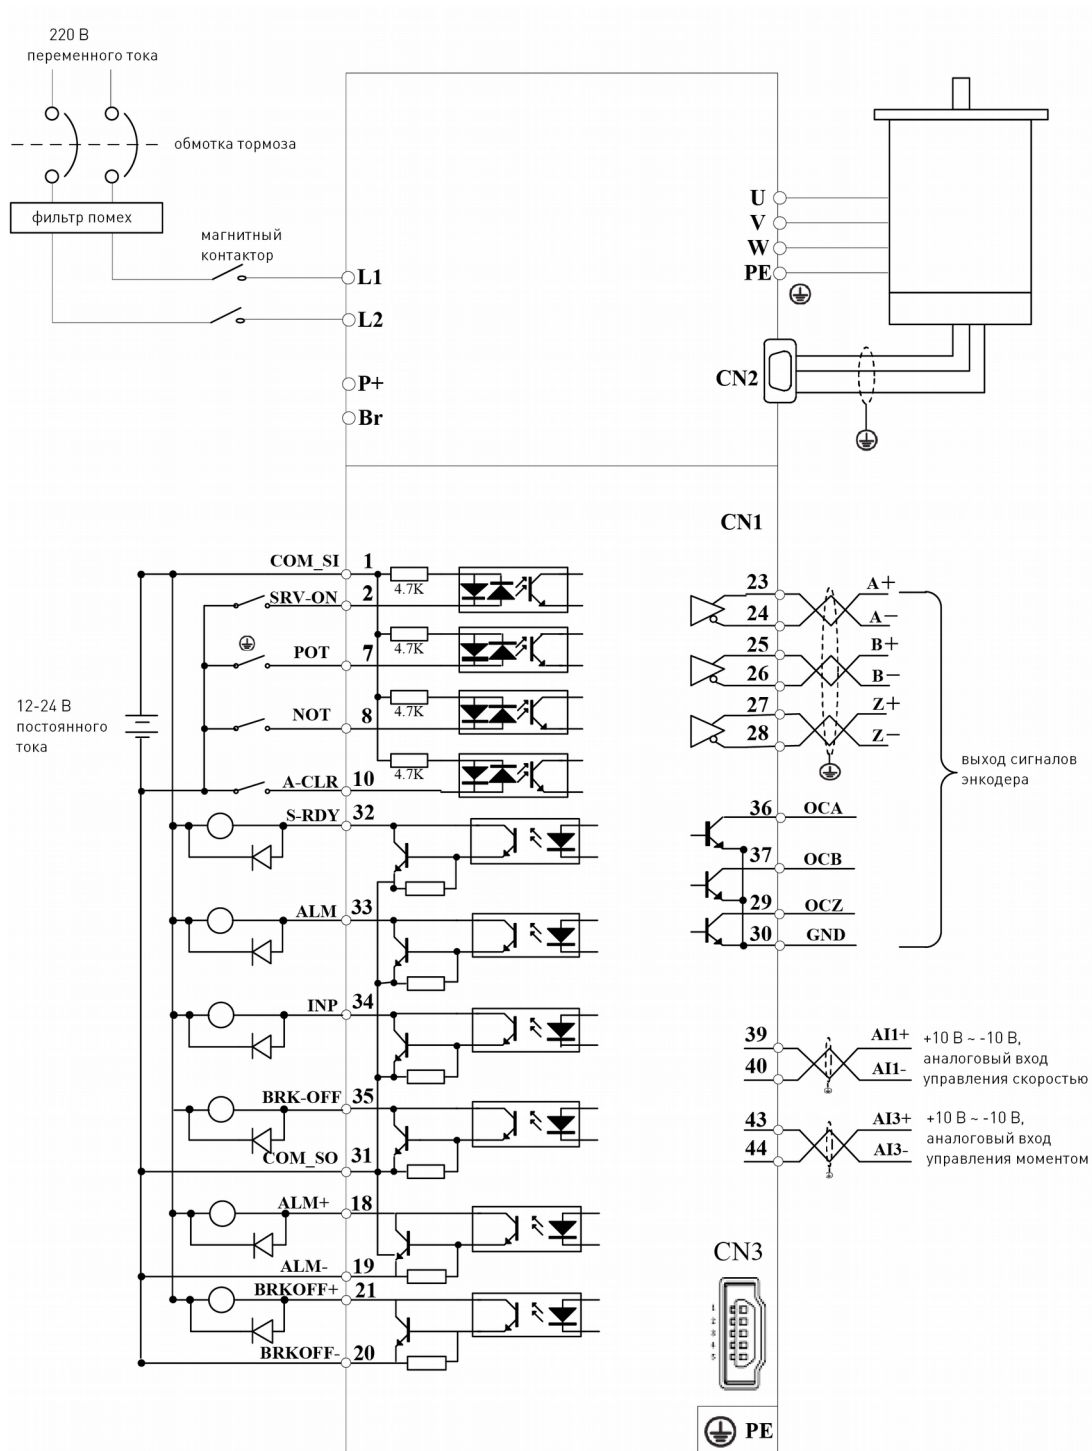 220 В
переменного тока
обмотка тормоза
фильтр помех
магнитный
контактор
L1
L2
P+
Br
U
V
W
PE
CN2
CN1
COM_SI 1
4.7K
SRV-ON 2
4.7K
POT 7
4.7K
NOT 8
4.7K
A-CLR 10
12-24 В
постоянного
тока
S-RDY 32
ALM 33
INP 34
BRK-OFF 35
COM_SO 31
ALM+ 18
ALM- 19
BRKOFF+ 21
BRKOFF- 20
23 A+
24 A−
25 B+
26 B−
27 Z+
28 Z−
выход сигналов
энкодера
36 OCA
37 OCB
29 OCZ
30 GND
39 AI1+
40 AI1-
+10 В ~ -10 В,
аналоговый вход
управления скоростью
43 AI3+
44 AI3-
+10 В ~ -10 В,
аналоговый вход
управления моментом
CN3
1
2
3
4
5
PE